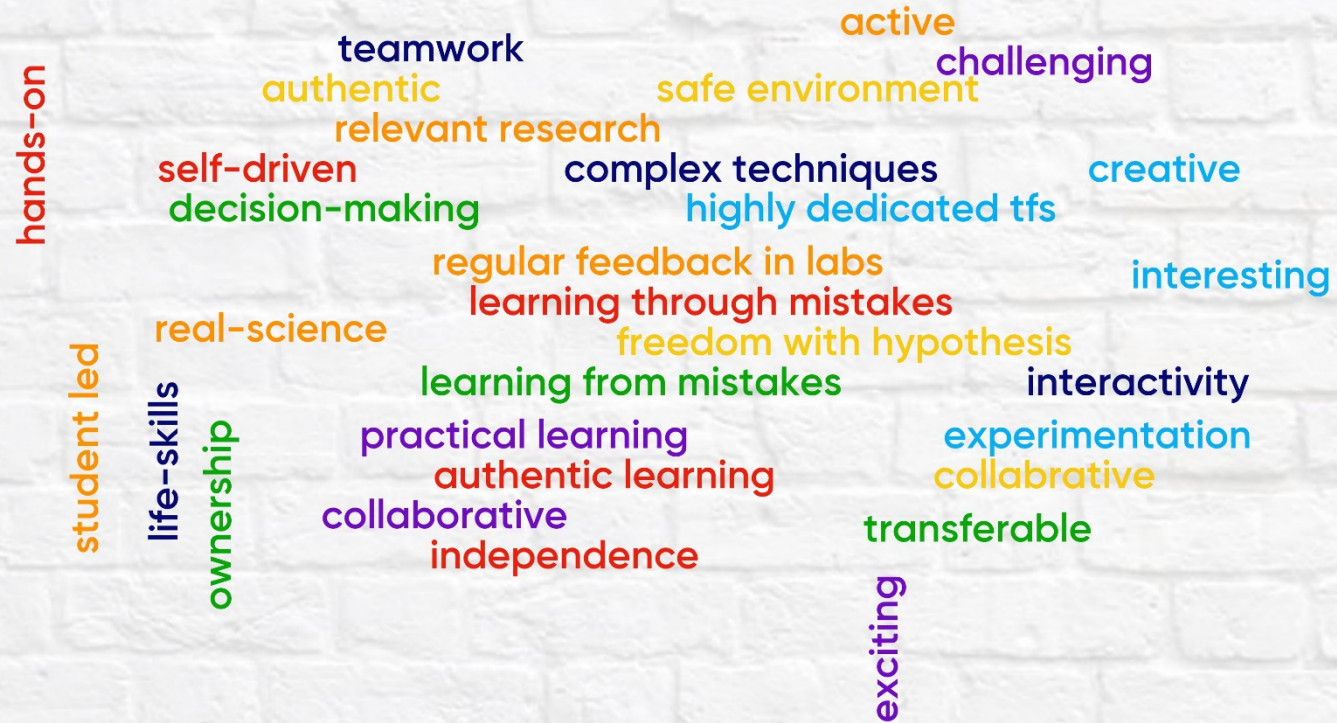 active
teamwork
challenging
hands-on
authentic
safe environment
relevant research
self-driven
complex techniques
creative
decision-making
highly dedicated tfs
regular feedback in labs
interesting
learning through mistakes
real-science
freedom with hypothesis
student led
life-skills
learning from mistakes
interactivity
ownership
practical learning
experimentation
authentic learning
collabrative
collaborative
transferable
independence
exciting